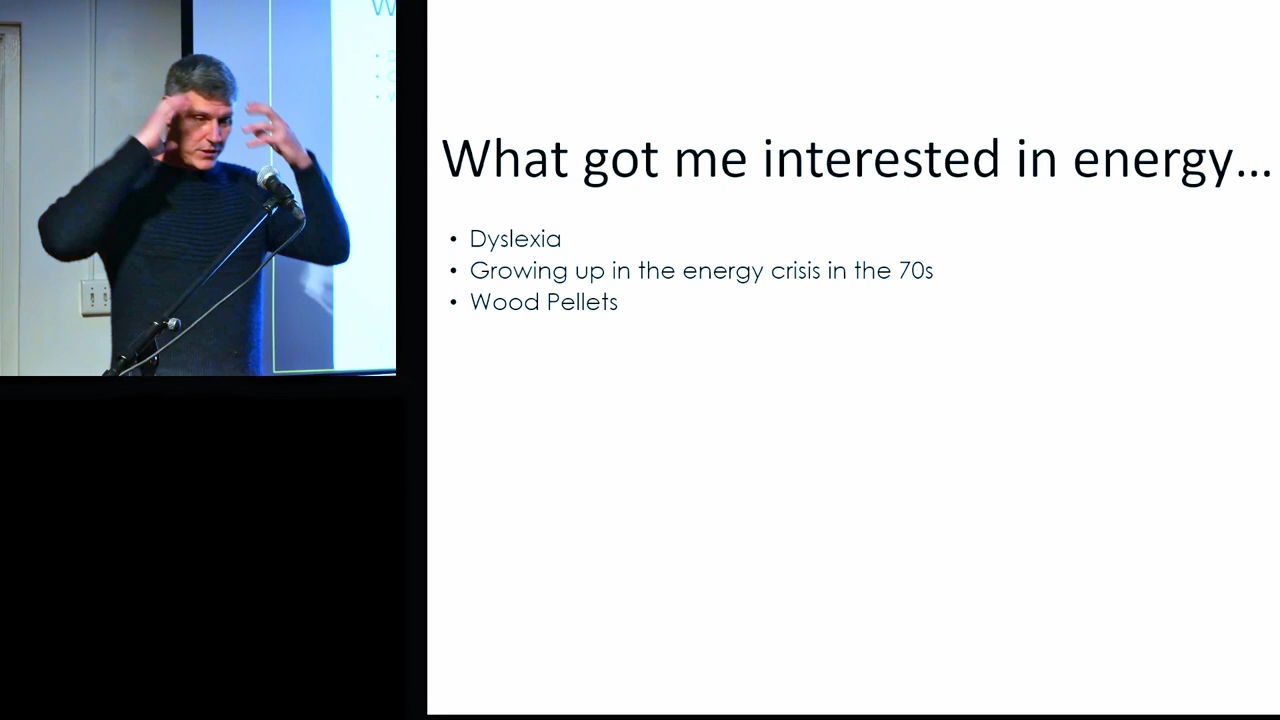 What got me interested in energy...
• Dyslexia
• Growing up in the energy crisis in the 70s
• Wood Pellets